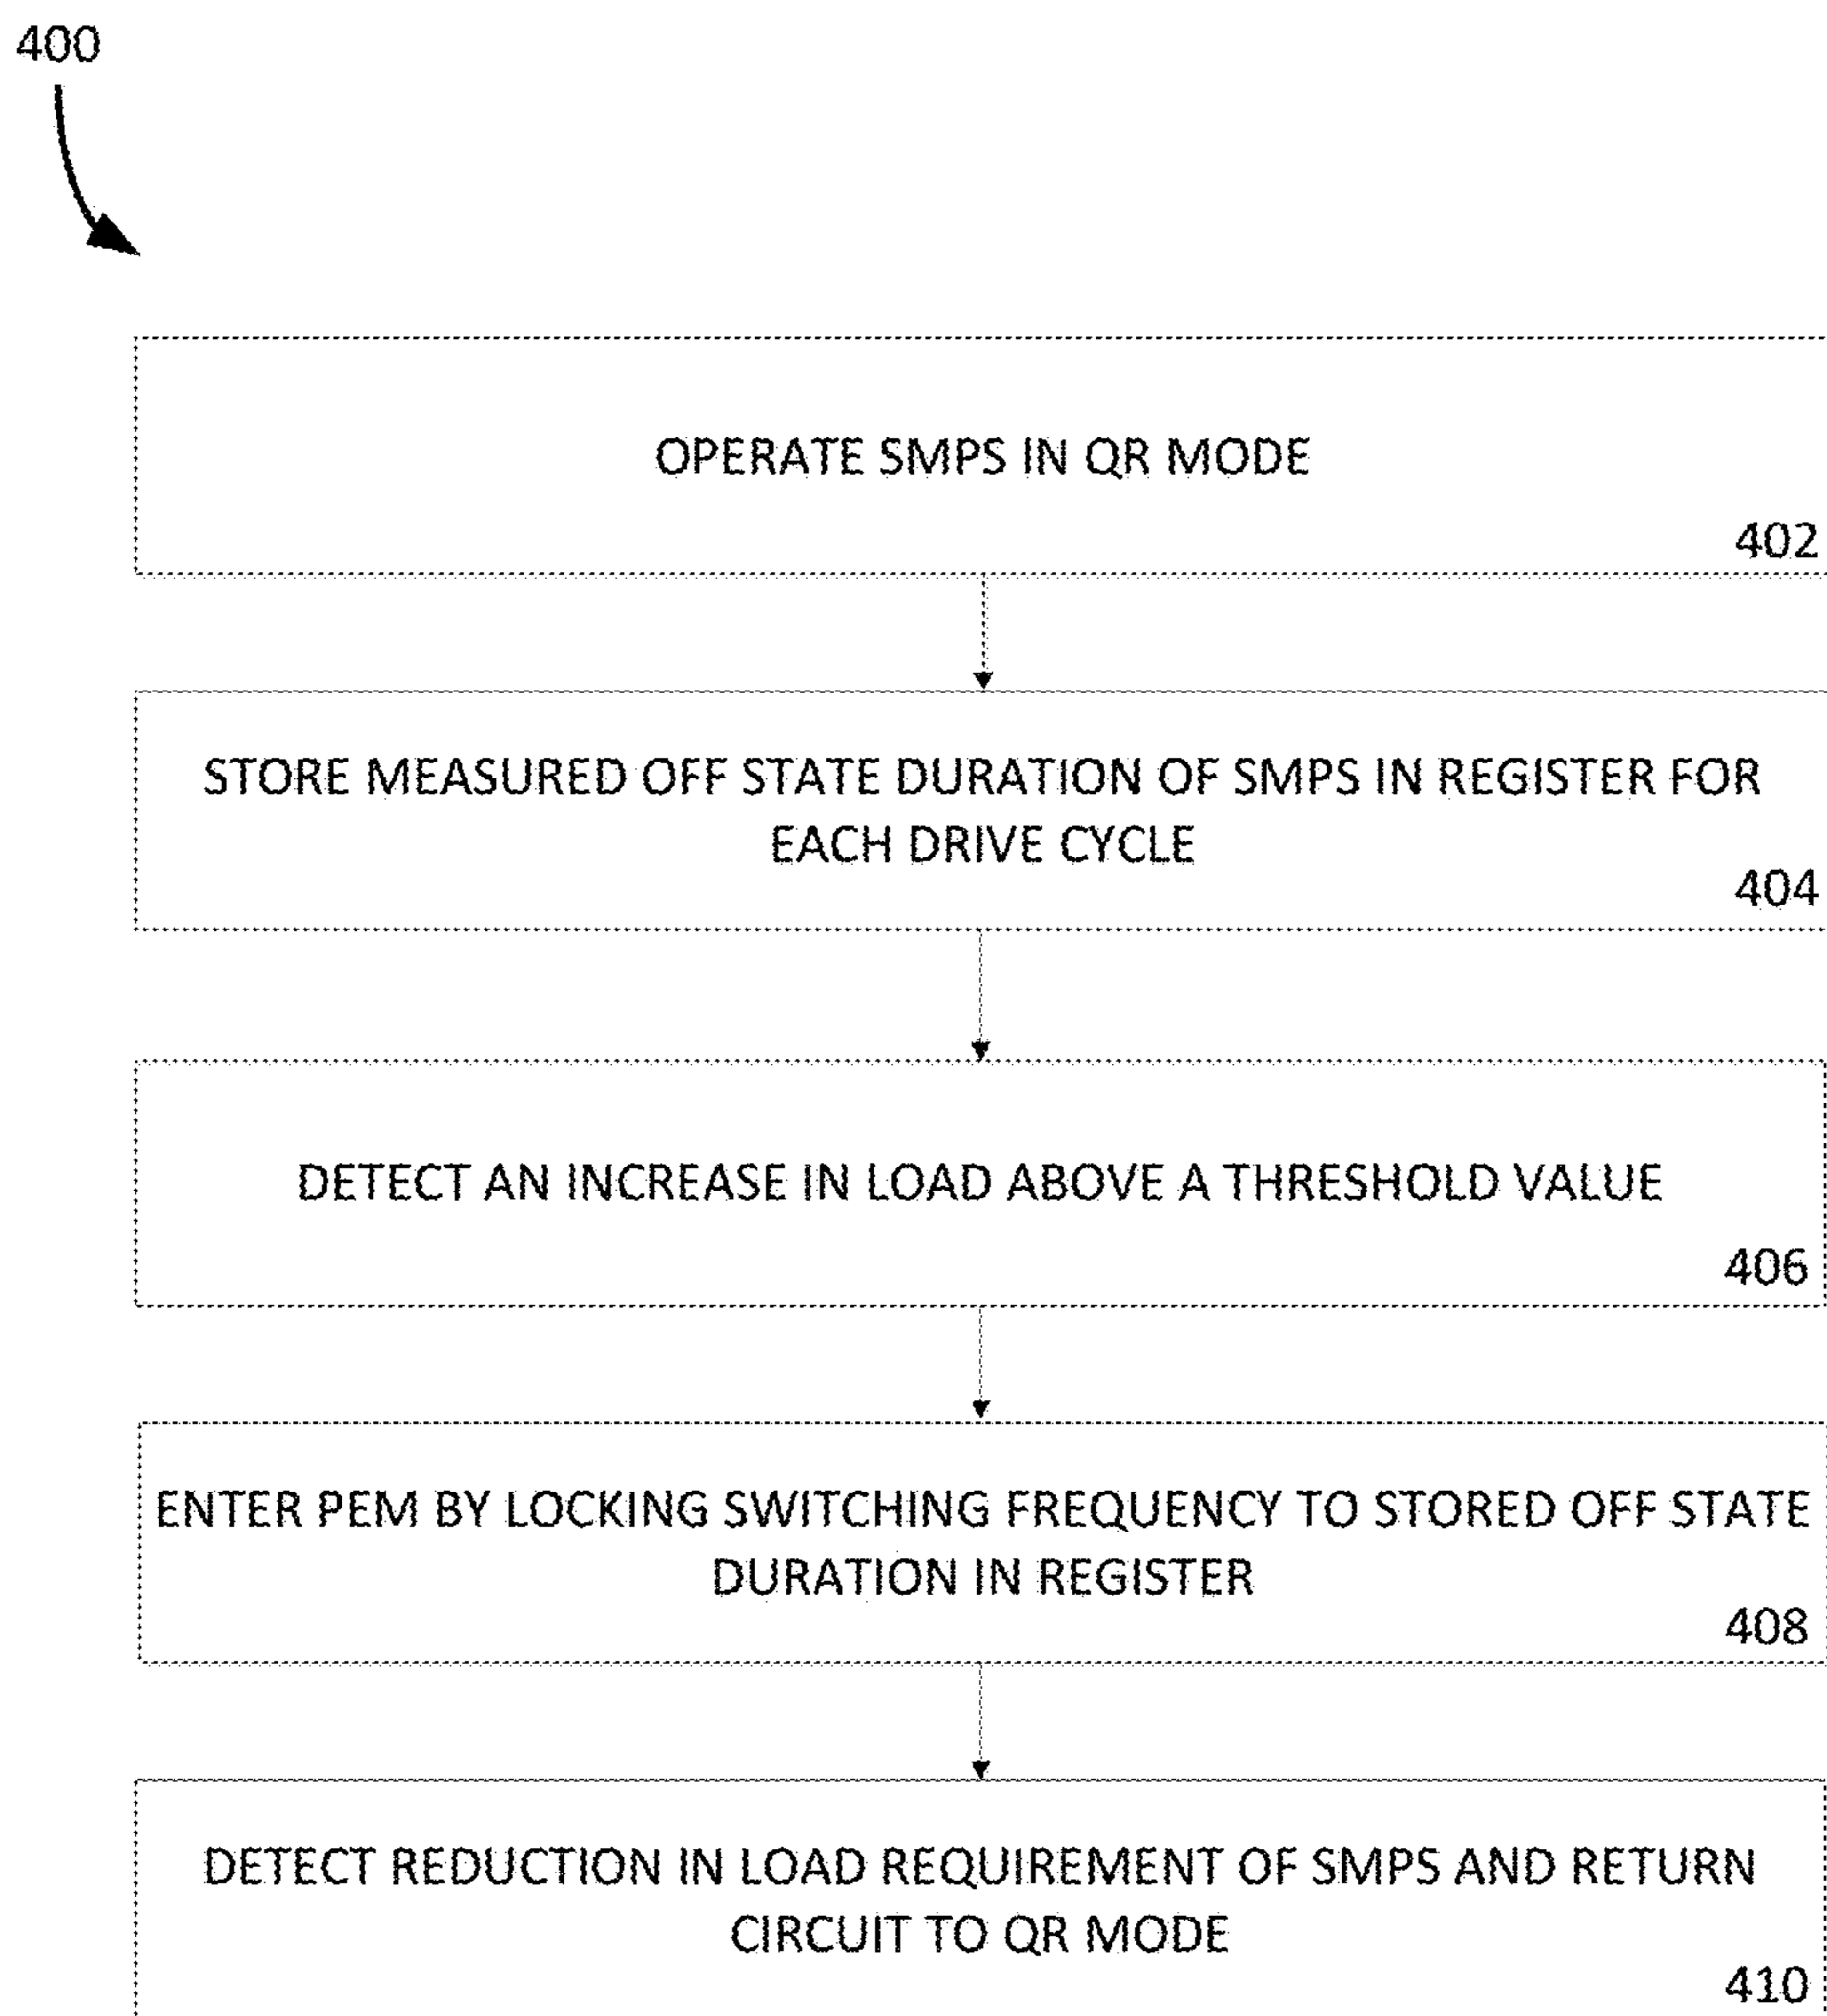 400
OPERATE SMPS IN QR MODE
402
STORE MEASURED OFF STATE DURATION OF SMPS IN REGISTER FOR
EACH DRIVE CYCLE
404
DETECT AN INCREASE IN LOAD ABOVE A THRESHOLD VALUE
406
ENTER PEM BY LOCKING SWITCHING FREQUENCY TO STORED OFF STATE
DURATION IN REGISTER
408
DETECT REDUCTION IN LOAD REQUIREMENT OF SMPS AND RETURN
CIRCUIT TO QR MODE
410